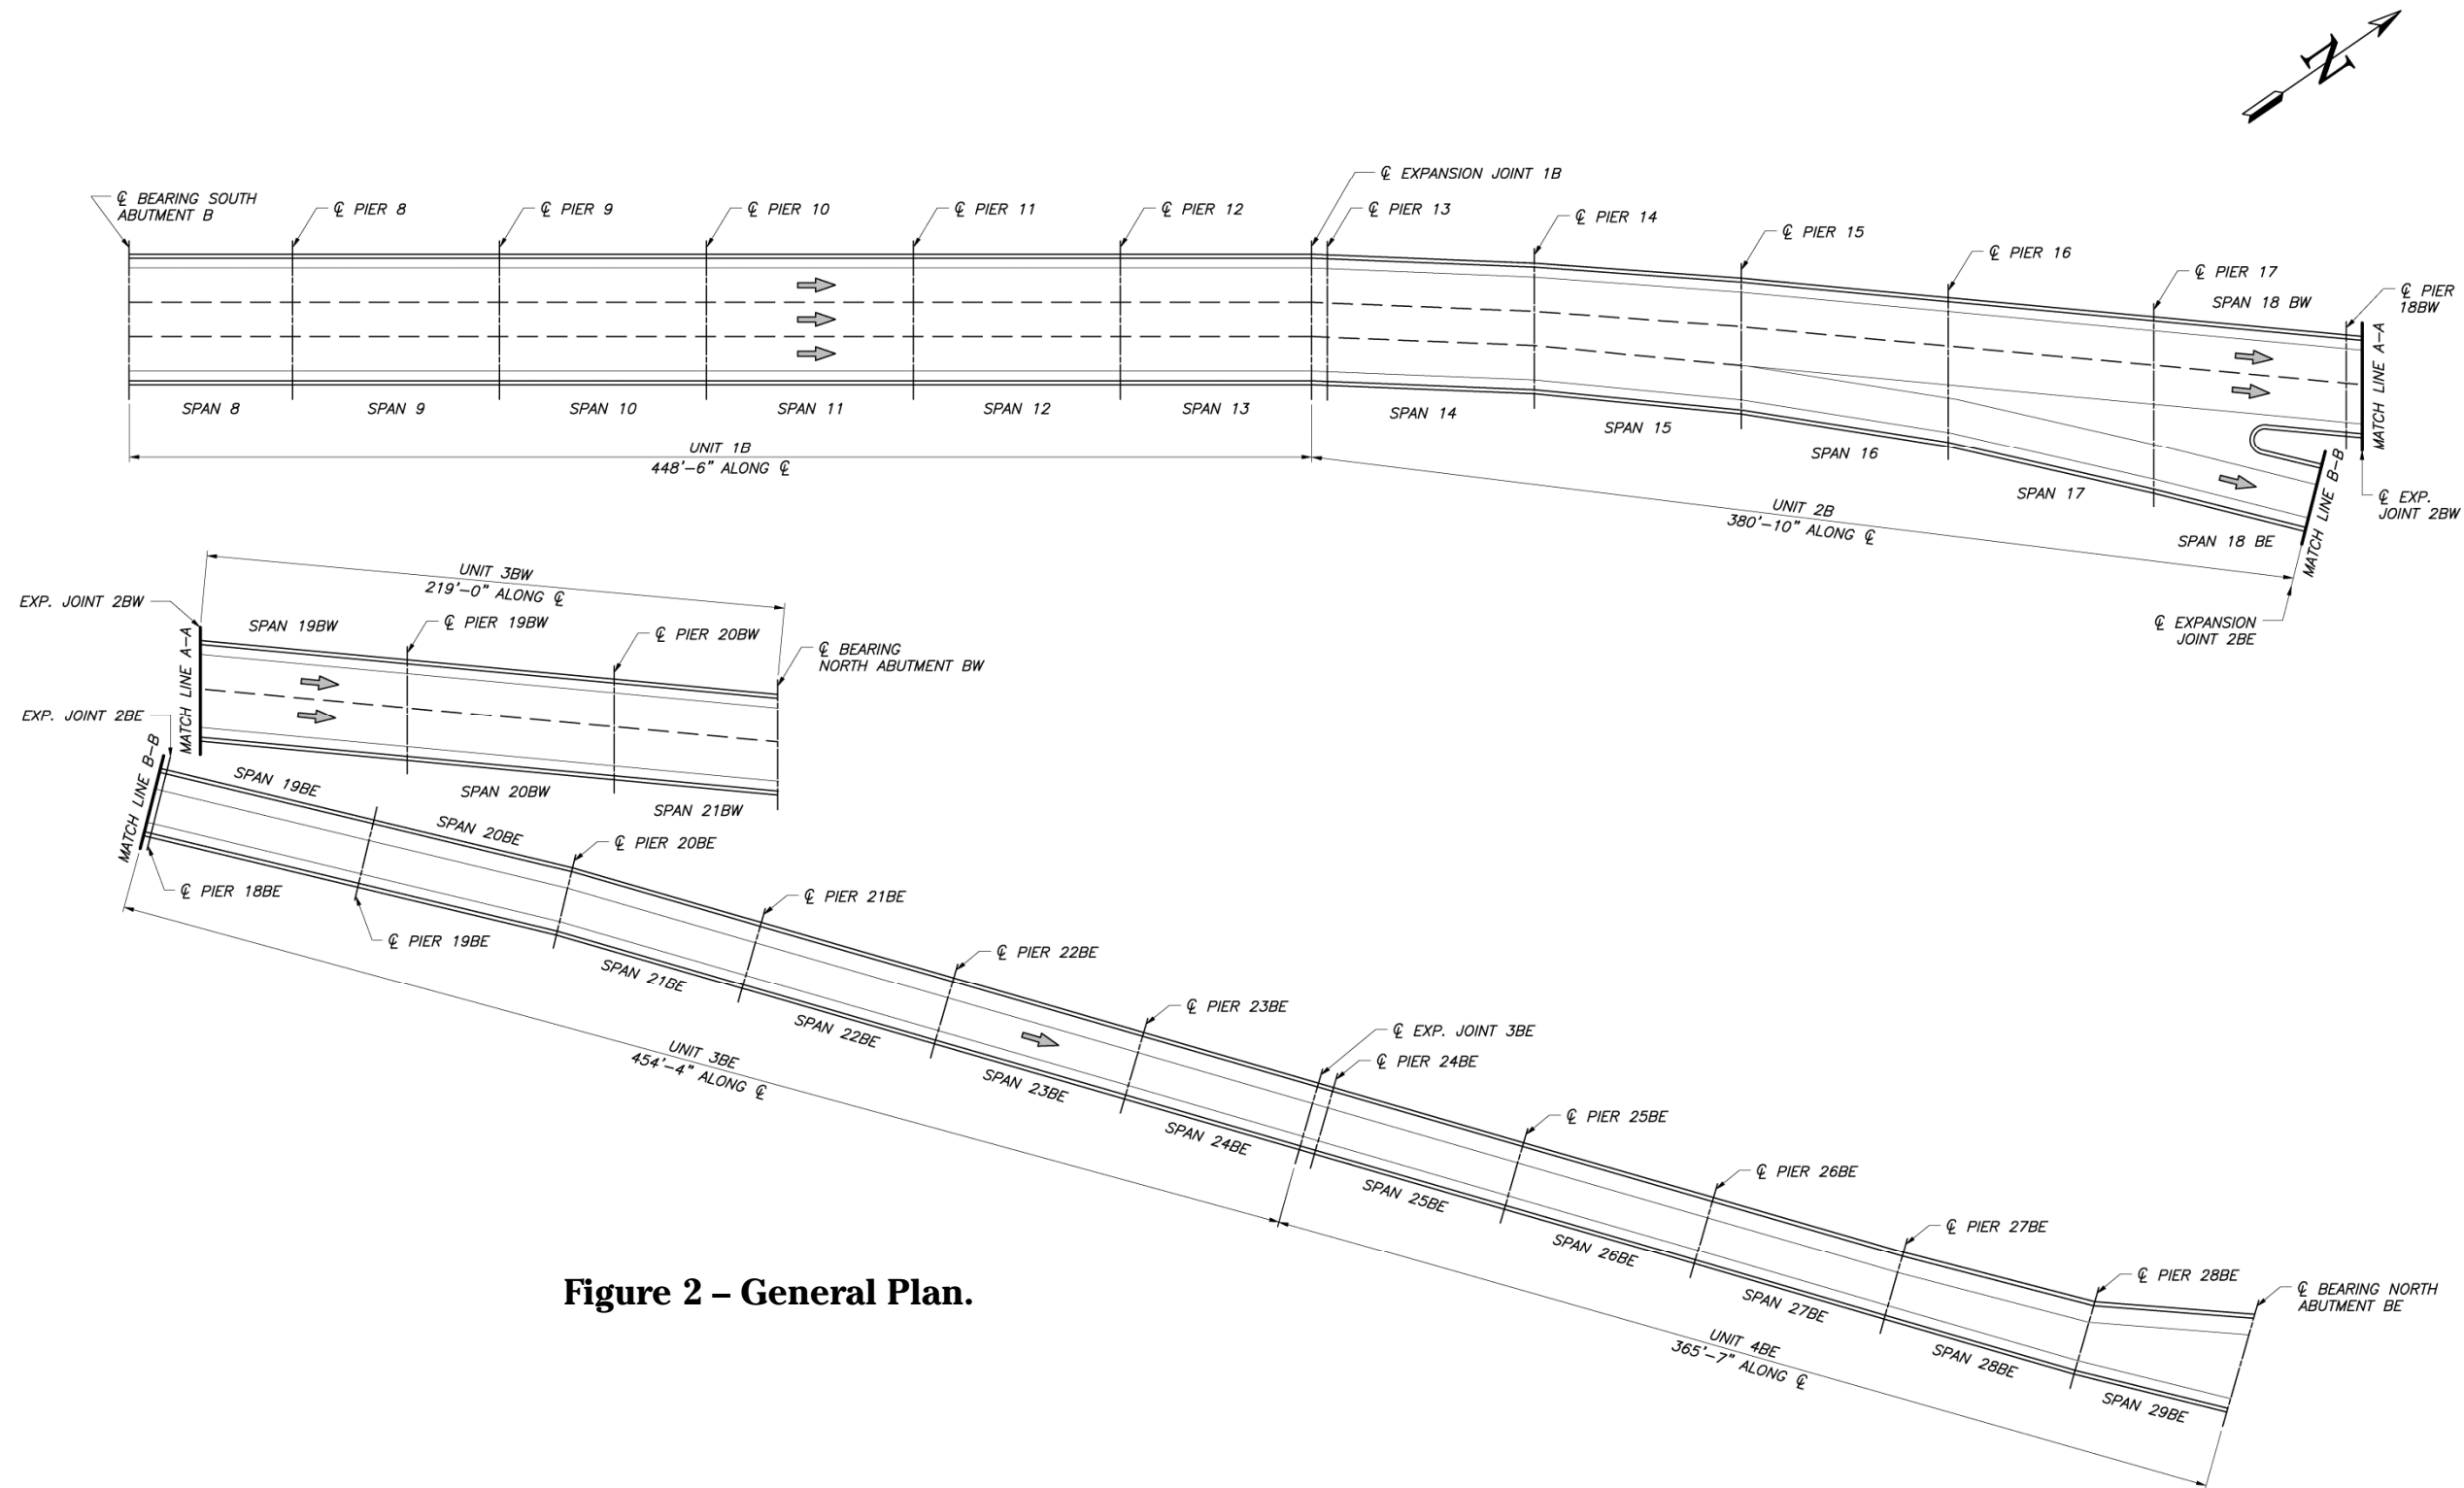 N
℄ BEARING SOUTH
ABUTMENT B
℄ PIER 8
℄ PIER 9
℄ PIER 10
℄ PIER 11
℄ PIER 12
℄ EXPANSION JOINT 1B
℄ PIER 13
℄ PIER 14
℄ PIER 15
℄ PIER 16
℄ PIER 17
SPAN 18 BW
℄ PIER
18BW
MATCH LINE A-A
SPAN 8
SPAN 9
SPAN 10
SPAN 11
SPAN 12
SPAN 13
SPAN 14
SPAN 15
SPAN 16
SPAN 17
SPAN 18 BE
MATCH LINE B-B
℄ EXP.
JOINT 2BW
UNIT 1B
448'-6" ALONG ℄
UNIT 2B
380'-10" ALONG ℄
℄ EXPANSION
JOINT 2BE
UNIT 3BW
219'-0" ALONG ℄
EXP. JOINT 2BW
SPAN 19BW
℄ PIER 19BW
℄ PIER 20BW
℄ BEARING
NORTH ABUTMENT BW
MATCH LINE A-A
EXP. JOINT 2BE
MATCH LINE B-B
SPAN 20BW
SPAN 21BW
SPAN 19BE
SPAN 20BE
℄ PIER 20BE
℄ PIER 18BE
℄ PIER 19BE
℄ PIER 21BE
℄ PIER 22BE
℄ PIER 23BE
SPAN 21BE
SPAN 22BE
SPAN 23BE
SPAN 24BE
UNIT 3BE
454'-4" ALONG ℄
℄ EXP. JOINT 3BE
℄ PIER 24BE
℄ PIER 25BE
℄ PIER 26BE
℄ PIER 27BE
℄ PIER 28BE
℄ BEARING NORTH
ABUTMENT BE
SPAN 25BE
SPAN 26BE
SPAN 27BE
SPAN 28BE
SPAN 29BE
UNIT 4BE
365'-7" ALONG ℄
Figure 2 – General Plan.